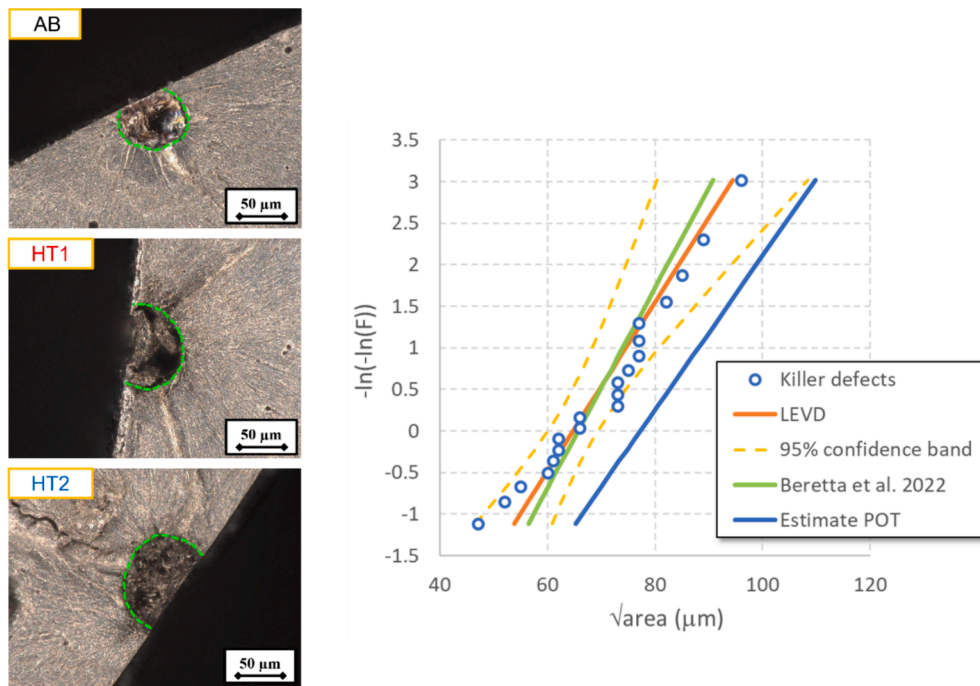 AB
50 µm
HT1
50 µm
HT2
50 µm
3.5
3
2.5
2
1.5
1
0.5
0
-0.5
-1
-1.5
-ln(-ln(F))
40
60
80
100
120
√area (µm)
Killer defects
LEVD
95% confidence band
Beretta et al. 2022
Estimate POT